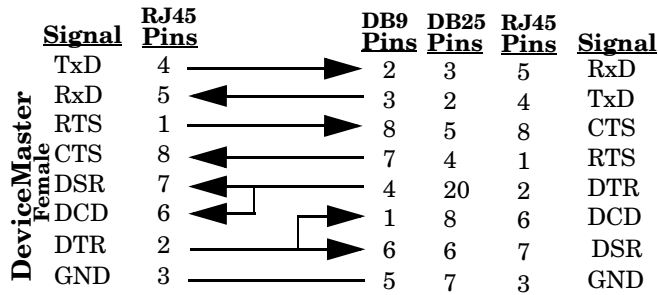 RJ45 DB9 DB25 RJ45
Signal Pins Pins Pins Pins Signal
TxD 4 2 3 5 RxD
RxD 5 3 2 4 TxD
RTS 1 8 5 8 CTS
CTS 8 7 4 1 RTS
DSR 7 4 20 2 DTR
DCD 6 1 8 6 DCD
DTR 2 6 6 7 DSR
GND 3 5 7 3 GND
DeviceMaster
Female